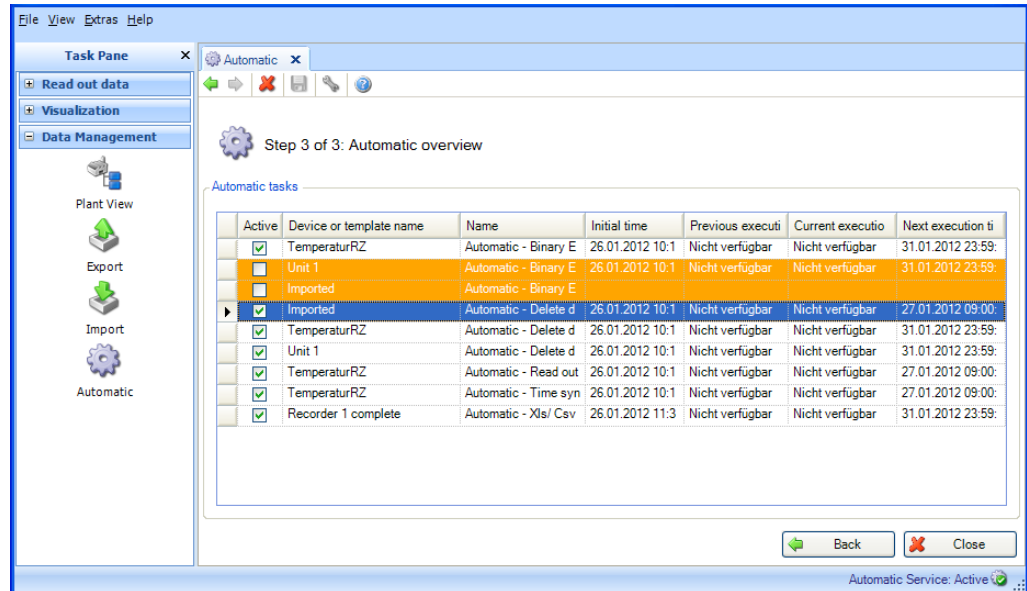 File View Extras Help
Task Pane
Automatic
Read out data
Visualization
Data Management
Plant View
Export
Import
Automatic
Step 3 of 3: Automatic overview
Automatic tasks
Active Device or template name Name Initial time Previous executi Current executio Next execution ti
TemperaturRZ Automatic - Binary E 26.01.2012 10:1 Nicht verfügbar Nicht verfügbar 31.01.2012 23:59:
Unit 1 Automatic - Binary E 26.01.2012 10:1 Nicht verfügbar Nicht verfügbar 31.01.2012 23:59:
Imported Automatic - Binary E
Imported Automatic - Delete d 26.01.2012 10:1 Nicht verfügbar Nicht verfügbar 27.01.2012 09:00:
TemperaturRZ Automatic - Delete d 26.01.2012 10:1 Nicht verfügbar Nicht verfügbar 31.01.2012 23:59:
Unit 1 Automatic - Delete d 26.01.2012 10:1 Nicht verfügbar Nicht verfügbar 31.01.2012 23:59:
TemperaturRZ Automatic - Read out 26.01.2012 10:1 Nicht verfügbar Nicht verfügbar 27.01.2012 09:00:
TemperaturRZ Automatic - Time syn 26.01.2012 10:1 Nicht verfügbar Nicht verfügbar 27.01.2012 09:00:
Recorder 1 complete Automatic - Xls/ Csv 26.01.2012 11:3 Nicht verfügbar Nicht verfügbar 31.01.2012 23:59:
Back Close
Automatic Service: Active